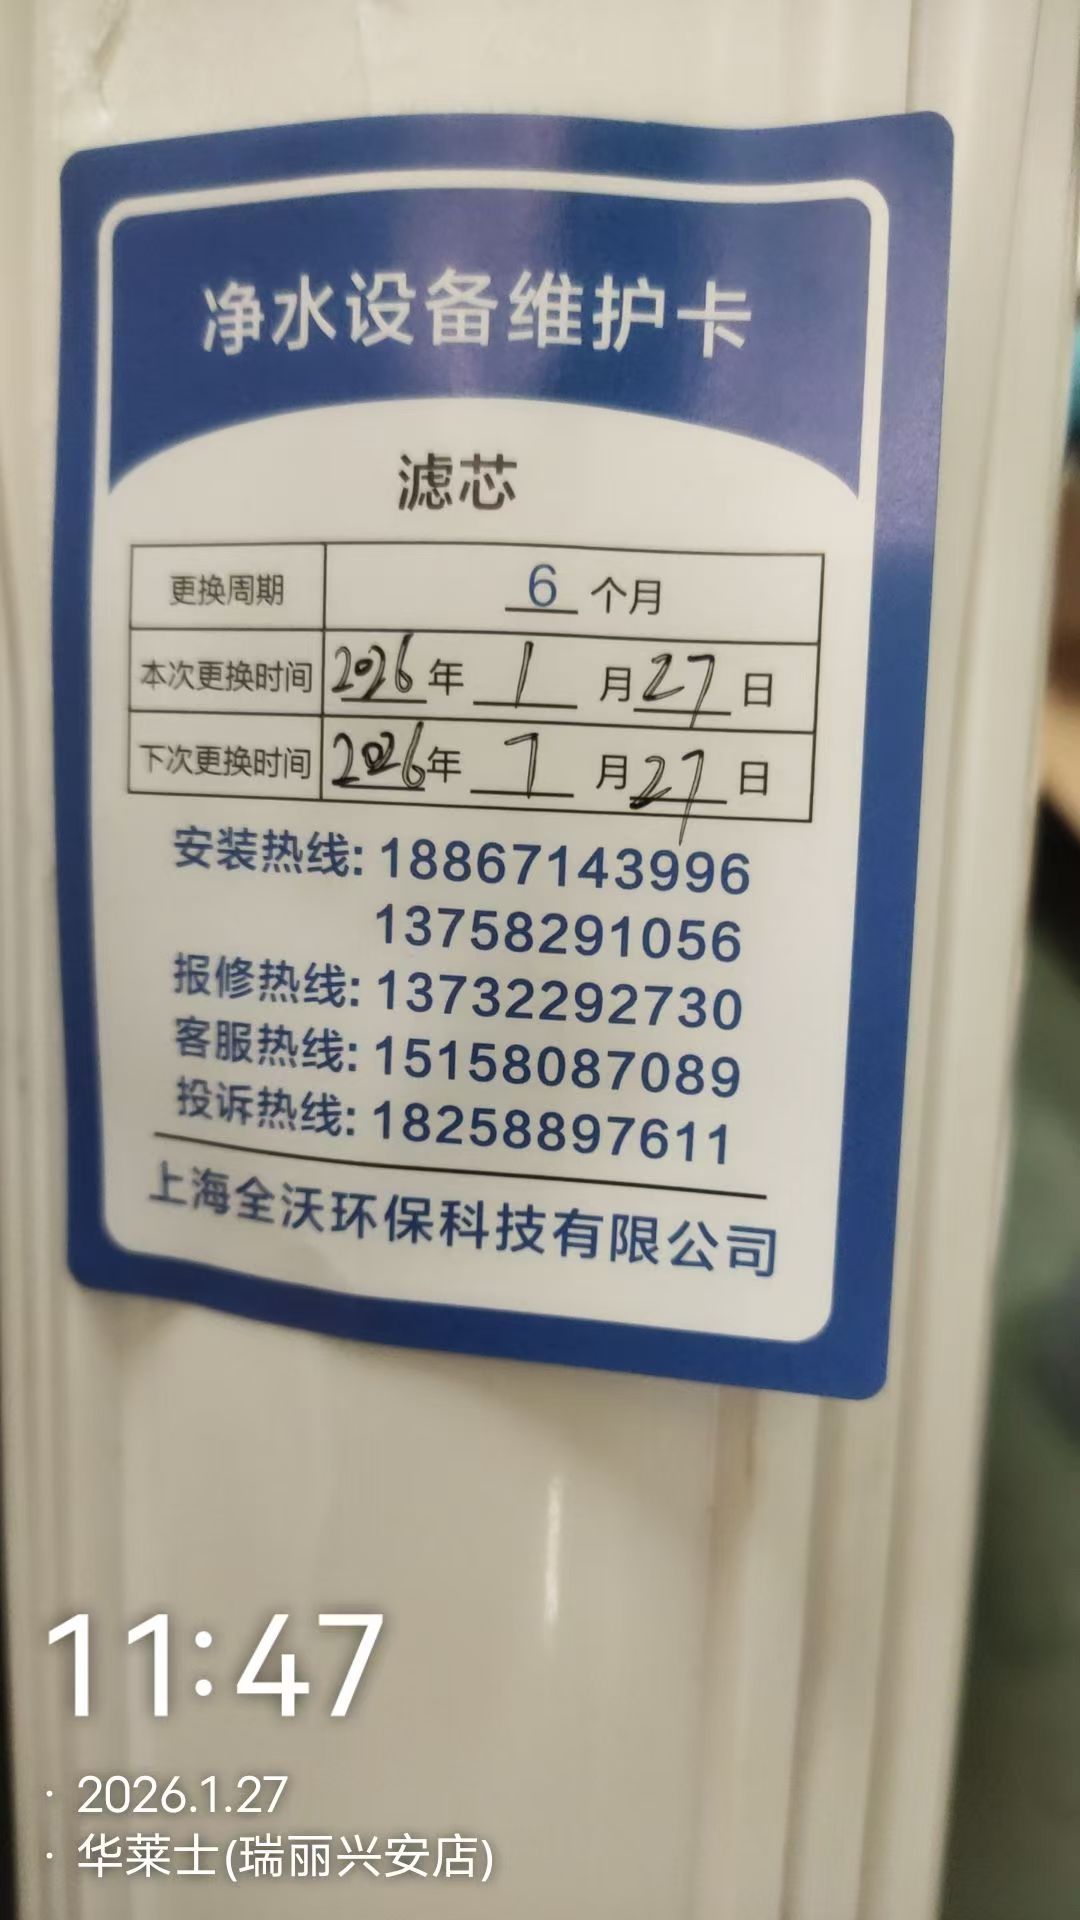 净水设备维护卡
滤芯
更换周期 6 个月
本次更换时间 2026年 1 月27日
下次更换时间 2026年 7 月27日
安装热线: 18867143996
13758291056
报修热线: 13732292730
客服热线: 15158087089
投诉热线: 18258897611
上海全沃环保科技有限公司
11:47
· 2026.1.27
· 华莱士(瑞丽兴安店)